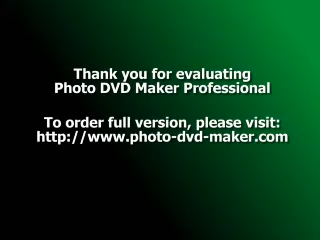 Thank you for evaluating
Photo DVD Maker Professional
To order full version, please visit:
http://www.photo-dvd-maker.com